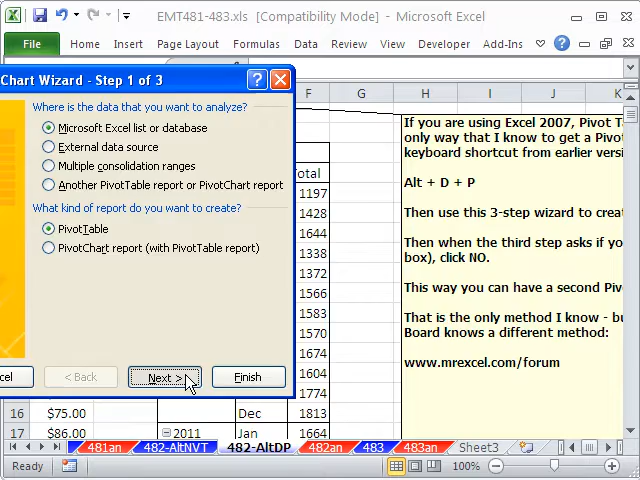 EMT481-483.xls [Compatibility Mode] - Microsoft Excel
File Home Insert Page Layout Formulas Data Review View Developer
Chart Wizard - Step 1 of 3
Where is the data that you want to analyze?
Microsoft Excel list or database
External data source
Multiple consolidation ranges
Another PivotTable report or PivotChart report
What kind of report do you want to create?
PivotTable
PivotChart report (with PivotTable report)
< Back Next > Finish
F G H I J K
1197
1428
1644
1338
1372
1566
1583
1570
1674
1604
1774
16 $75.00 Dec 1813
17 $86.00 2011 Jan 1664
If you are using Excel 2007, Pivot T
only way that I know to get a Pivo
keyboard shortcut from earlier versi
Alt + D + P
Then use this 3-step wizard to crea
Then when the third step asks if yo
box), click NO.
This way you can have a second Piv
That is the only method I know - b
Board knows a different method:
www.mrexcel.com/forum
481an 482-AltNVT 482-AltDP 482an 483 483an Sheet3
Ready 100%